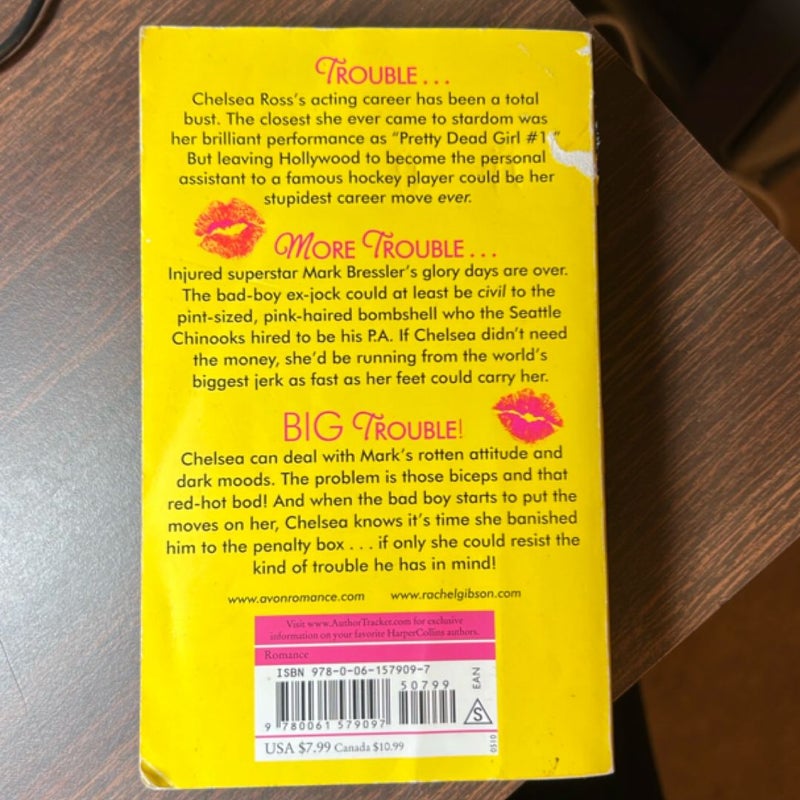 TROUBLE...
Chelsea Ross's acting career has been a total
bust. The closest she ever came to stardom was
her brilliant performance as "Pretty Dead Girl #1."
But leaving Hollywood to become the personal
assistant to a famous hockey player could be her
stupidest career move ever.
MORE TROUBLE...
Injured superstar Mark Bressler's glory days are over.
The bad-boy ex-jock could at least be civil to the
pint-sized, pink-haired bombshell who the Seattle
Chinooks hired to be his P.A. If Chelsea didn't need
the money, she'd be running from the world's
biggest jerk as fast as her feet could carry her.
BIG TROUBLE!
Chelsea can deal with Mark's rotten attitude and
dark moods. The problem is those biceps and that
red-hot bod! And when the bad boy starts to put the
moves on her, Chelsea knows it's time she banished
him to the penalty box... if only she could resist the
kind of trouble he has in mind!
www.avonromance.com www.rachelgibson.com
Visit www.AuthorTracker.com for exclusive
information on your favorite HarperCollins authors.
Romance
ISBN 978-0-06-157909-7
50799
EAN
S
9 780061 579097
0510
USA $7.99 Canada $10.99